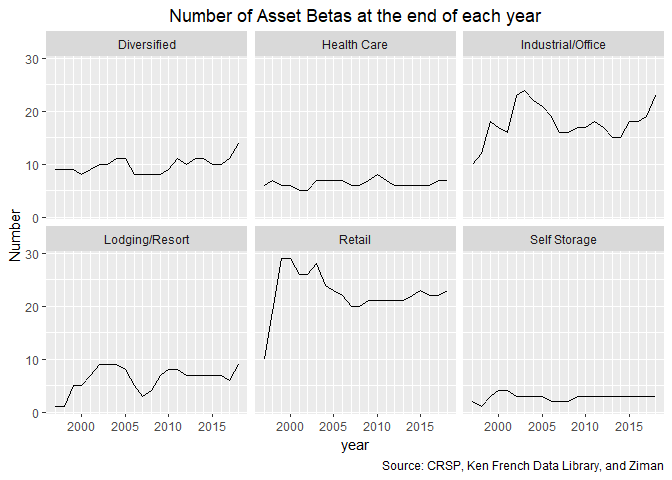 Number of Asset Betas at the end of each year
Diversified
Health Care
Industrial/Office
30
20
10
0
Number
Lodging/Resort
Retail
Self Storage
30
20
10
0
2000 2005 2010 2015
2000 2005 2010 2015
2000 2005 2010 2015
year
Source: CRSP, Ken French Data Library, and Ziman